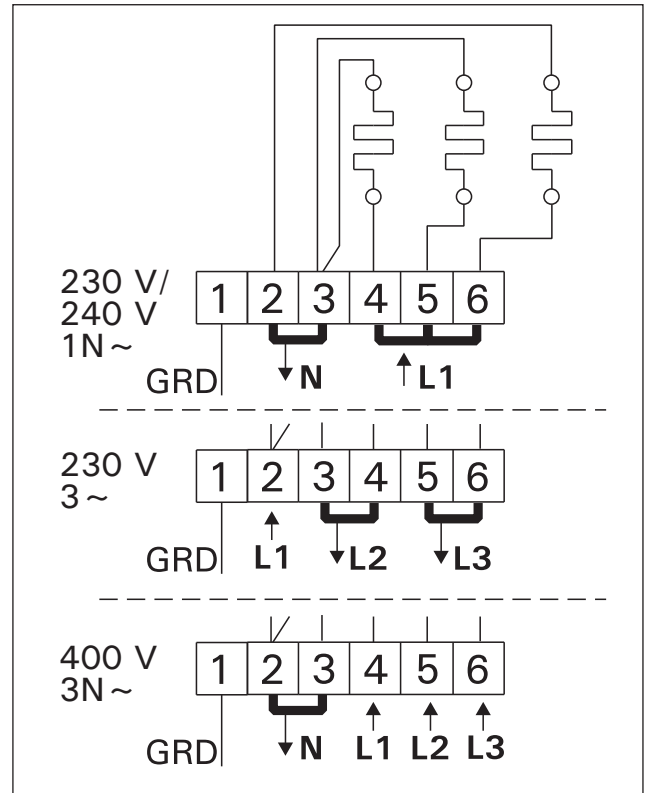 230 V/
240 V
1N~
1 2 3 4 5 6
GRD
N
L1
230 V
3~
1 2 3 4 5 6
GRD
L1
L2
L3
400 V
3N~
1 2 3 4 5 6
GRD
N
L1
L2
L3